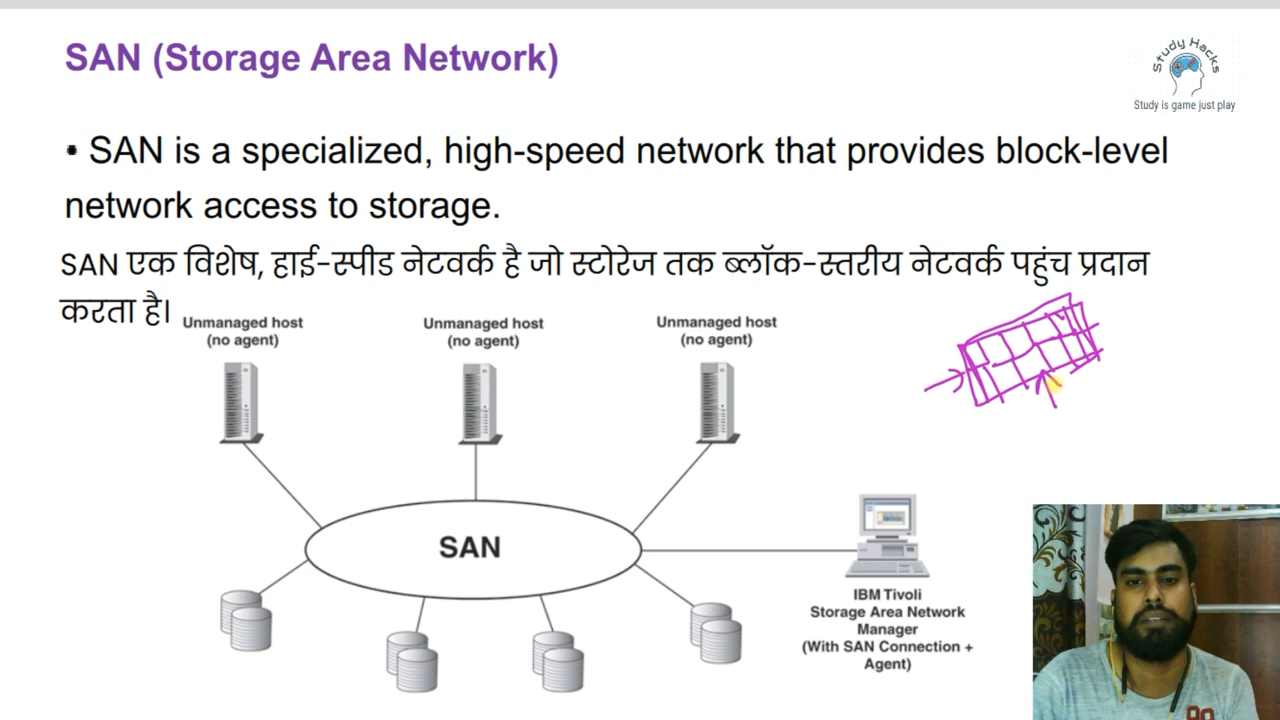 SAN (Storage Area Network)
Study Hacks
Study is game just play
• SAN is a specialized, high-speed network that provides block-level
network access to storage.
SAN एक विशेष, हाई-स्पीड नेटवर्क है जो स्टोरेज तक ब्लॉक-स्तरीय नेटवर्क पहुंच प्रदान
करता है।
Unmanaged host
(no agent)
Unmanaged host
(no agent)
Unmanaged host
(no agent)
SAN
IBM Tivoli
Storage Area Network
Manager
(With SAN Connection +
Agent)